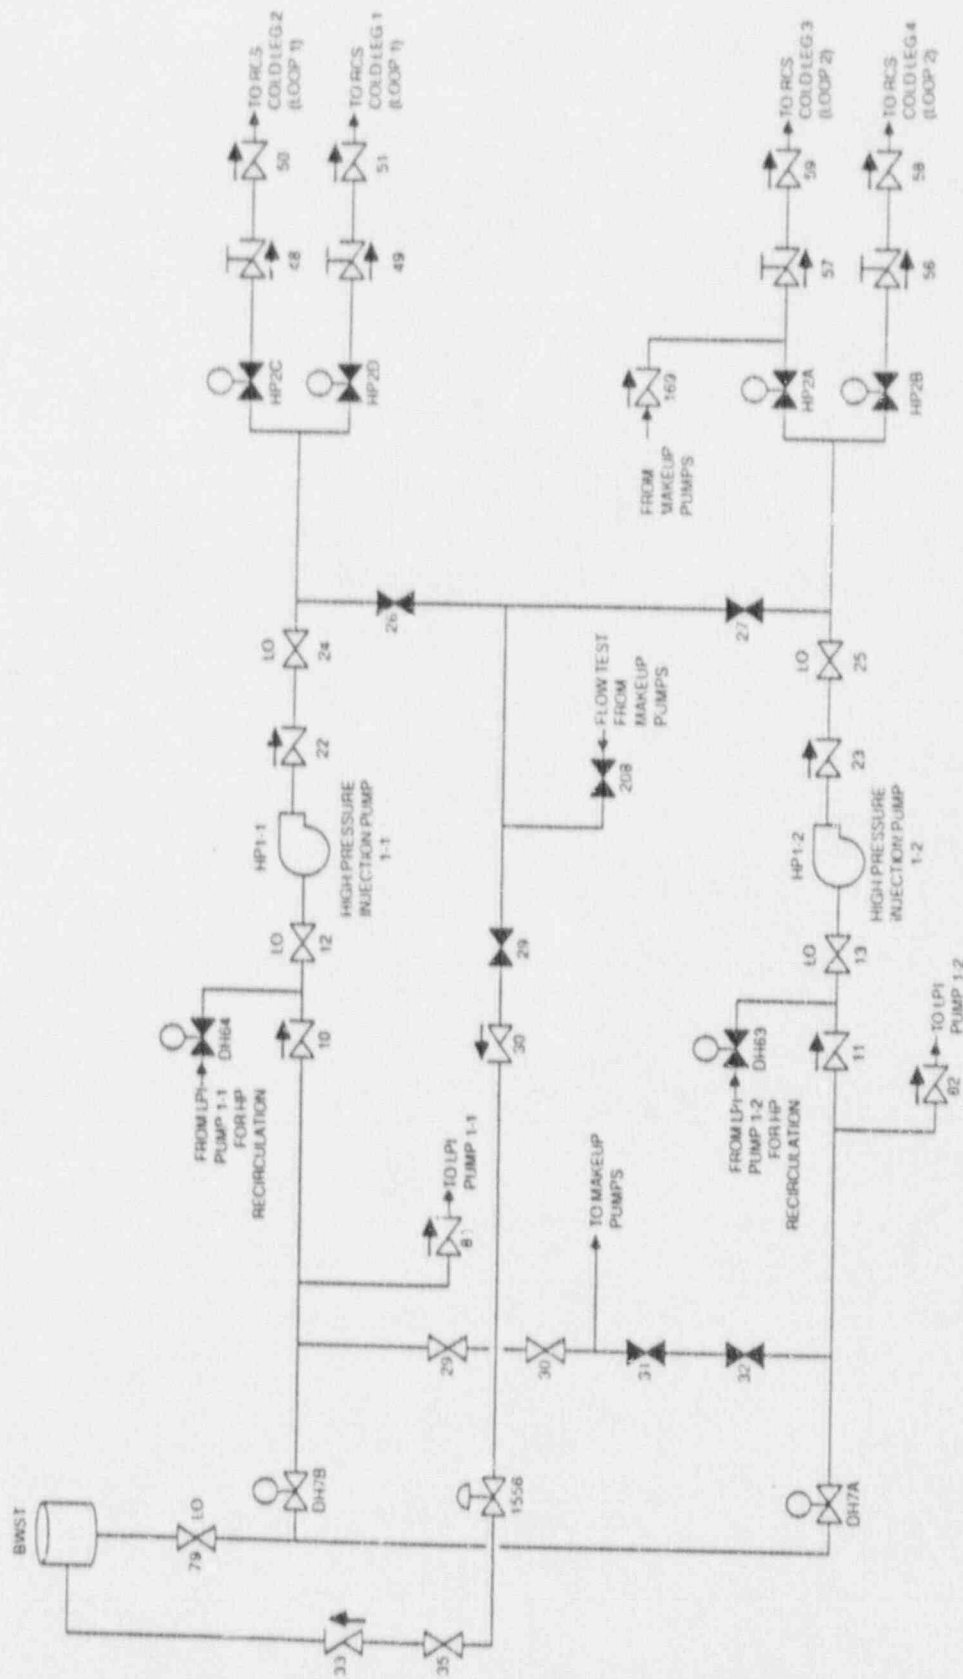 BWST
79
LO
33
35
DH7B
1556
DH7A
29
30
31
32
TO MAKEUP
PUMPS
81
TO LPI
PUMP 1-1
FROM LPI
PUMP 1-1
FOR HP
RECIRCULATION
DH64
10
LO
12
HP1-1
HIGH PRESSURE
INJECTION PUMP
1-1
22
LO
24
26
30
29
208
FLOW TEST
FROM
MAKEUP
PUMPS
27
FROM LPI
PUMP 1-2
FOR HP
RECIRCULATION
DH63
11
82
TO LPI
PUMP 1-2
LO
13
HP1-2
HIGH PRESSURE
INJECTION PUMP
1-2
23
LO
25
HP2C
48
50
TO RCS
COLD LEG 2
(LOOP 1)
HP2D
49
51
TO RCS
COLD LEG 1
(LOOP 1)
FROM
MAKEUP
PUMPS
169
HP2A
57
59
TO RCS
COLD LEG 3
(LOOP 2)
HP2B
56
58
TO RCS
COLD LEG 4
(LOOP 2)